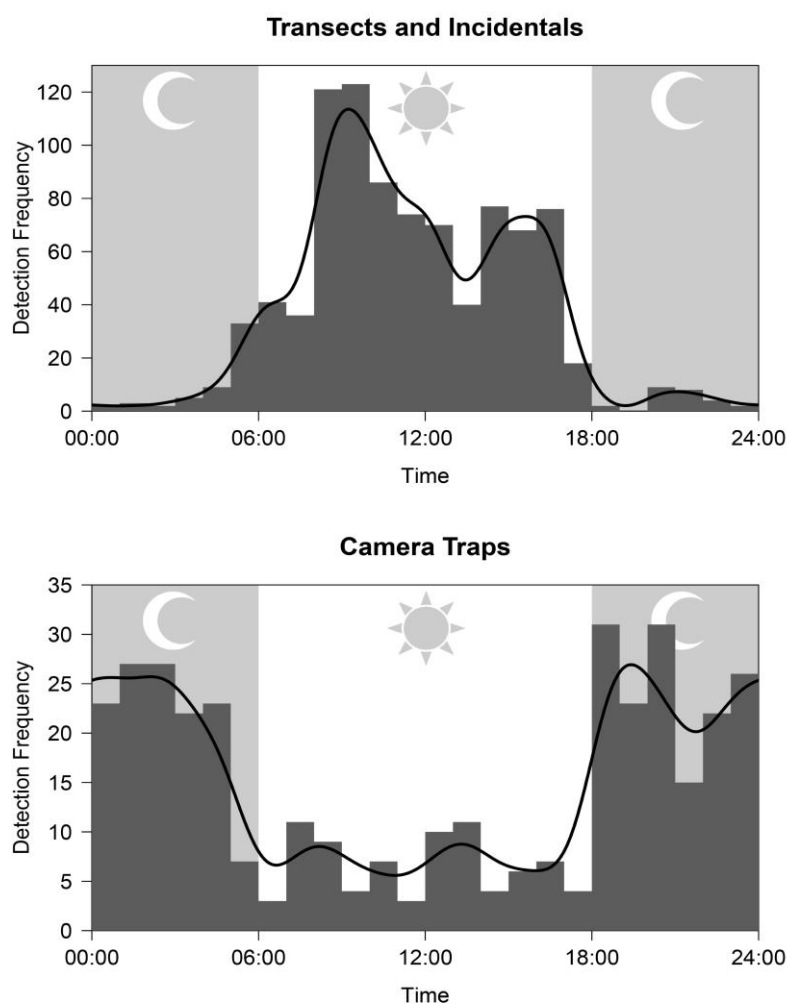 Transects and Incidentals
120
100
80
60
40
20
0
Detection Frequency
00:00 06:00 12:00 18:00 24:00
Time
Camera Traps
35
30
25
20
15
10
5
0
Detection Frequency
00:00 06:00 12:00 18:00 24:00
Time